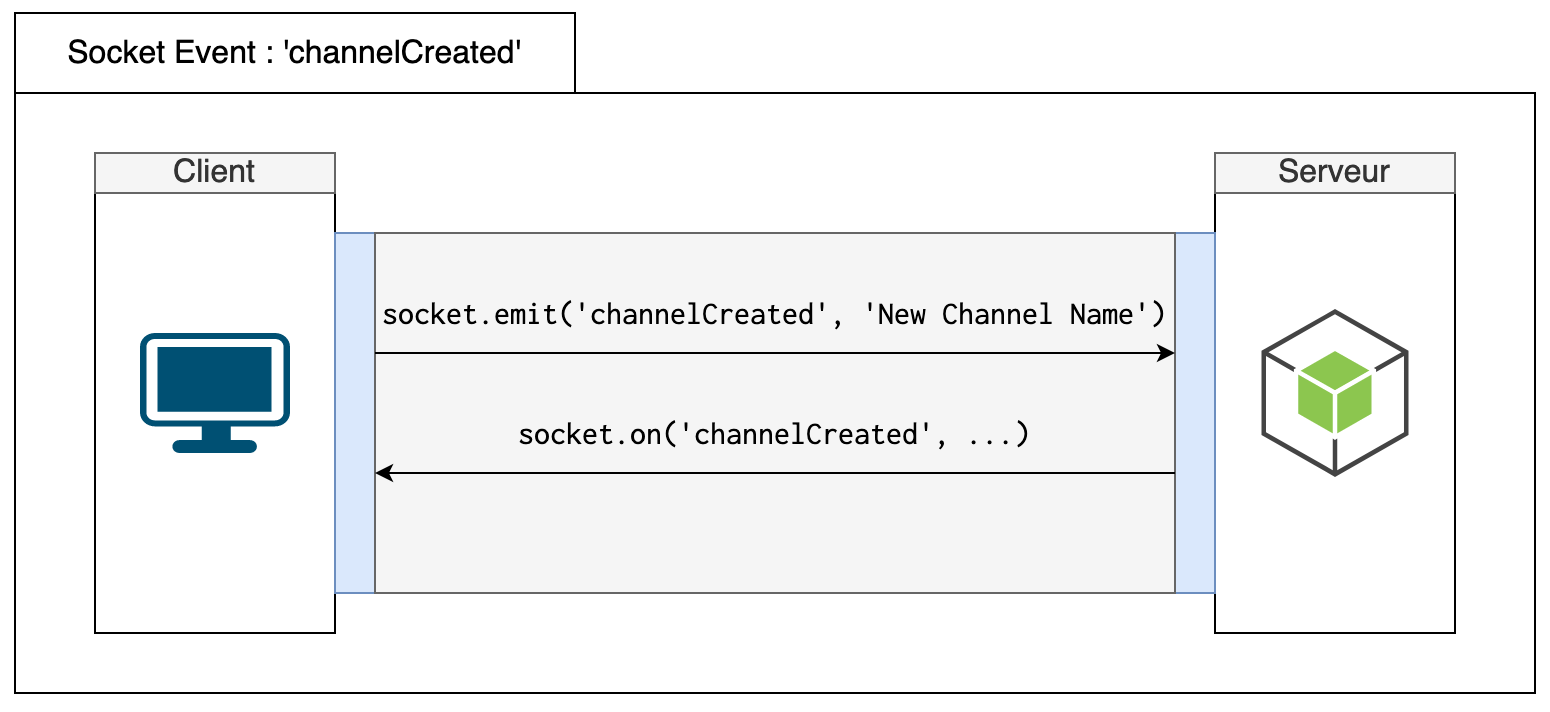 Socket Event : 'channelCreated'
Client
Serveur
socket.emit('channelCreated', 'New Channel Name')
socket.on('channelCreated', ...)